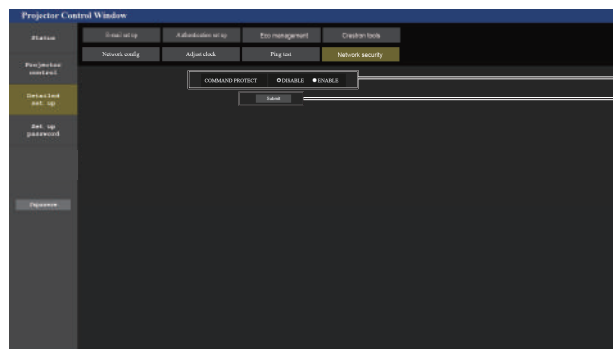 Projector Control Window
Status
E-mail set up
Authentication set up
Eco management
Crestron tools
Network config
Adjust clock
Ping test
Network security
Projector
control
COMMAND PROTECT DISABLE ENABLE
Detailed
set up
Submit
Set up
password
Japanese